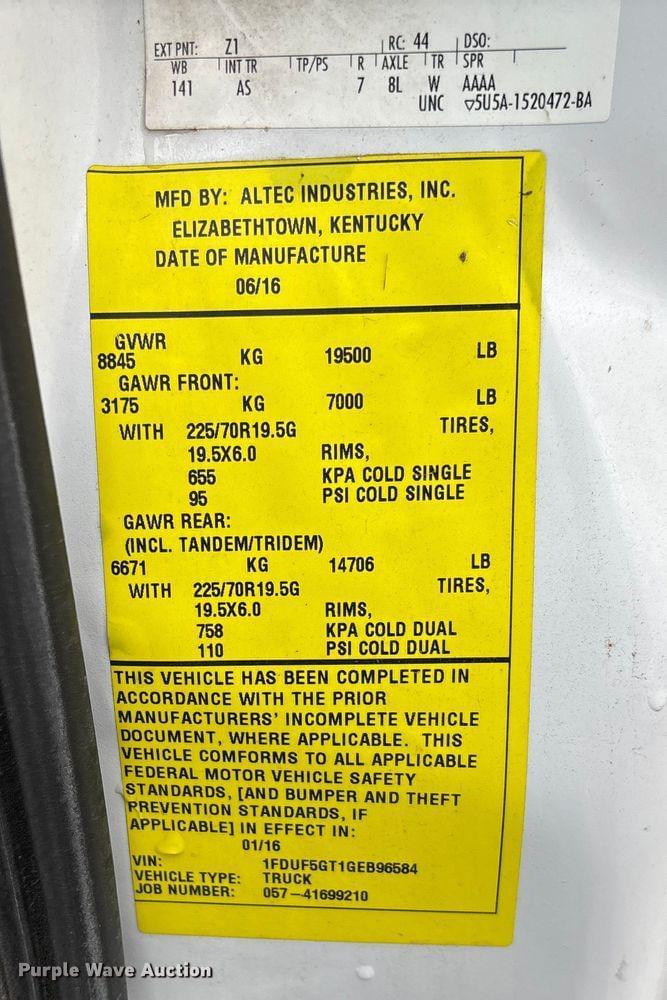 EXT PNT: Z1 RC: 44 DSO:
WB INT TR TP/PS R AXLE TR SPR
141 AS 7 8L W AAAA
UNC ▽5U5A-1520472-BA
MFD BY: ALTEC INDUSTRIES, INC.
ELIZABETHTOWN, KENTUCKY
DATE OF MANUFACTURE
06/16
GVWR
8845 KG 19500 LB
GAWR FRONT:
3175 KG 7000 LB
WITH 225/70R19.5G TIRES,
19.5X6.0 RIMS,
655 KPA COLD SINGLE
95 PSI COLD SINGLE
GAWR REAR:
(INCL. TANDEM/TRIDEM)
6671 KG 14706 LB
WITH 225/70R19.5G TIRES,
19.5X6.0 RIMS,
758 KPA COLD DUAL
110 PSI COLD DUAL
THIS VEHICLE HAS BEEN COMPLETED IN
ACCORDANCE WITH THE PRIOR
MANUFACTURERS' INCOMPLETE VEHICLE
DOCUMENT, WHERE APPLICABLE. THIS
VEHICLE COMFORMS TO ALL APPLICABLE
FEDERAL MOTOR VEHICLE SAFETY
STANDARDS, [AND BUMPER AND THEFT
PREVENTION STANDARDS, IF
APPLICABLE] IN EFFECT IN:
01/16
VIN: 1FDUF5GT1GEB96584
VEHICLE TYPE: TRUCK
JOB NUMBER: 057-41699210
Purple Wave Auction